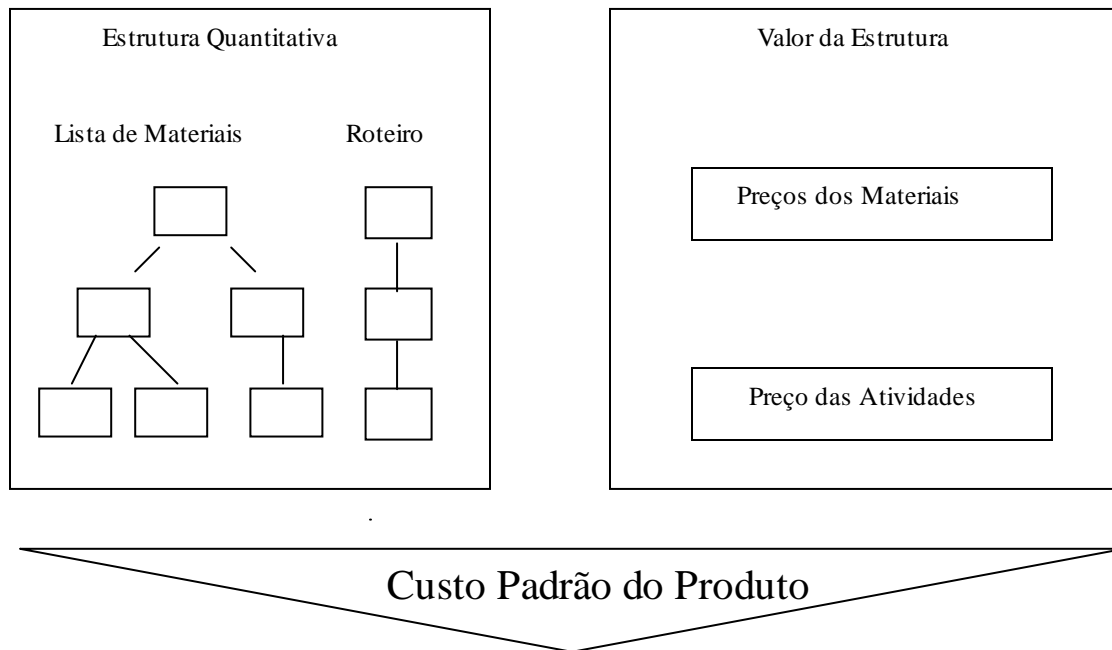 Estrutura Quantitativa
Valor da Estrutura
Lista de Materiais
Roteiro
Preços dos Materiais
Preço das Atividades
Custo Padrão do Produto